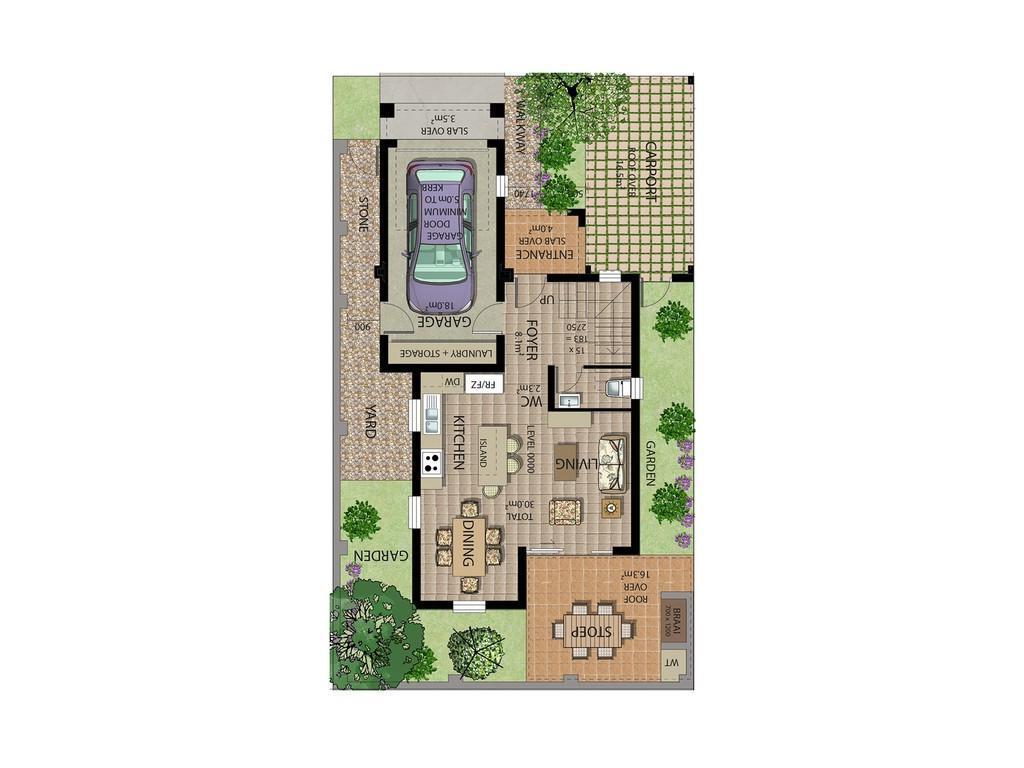 SLAB OVER
3.5m²
WALKWAY
CARPORT
ROOF OVER
STONE
1740
GARAGE
DOOR
MINIMUM
5.0m TO
KERB
ENTRANCE
SLAB OVER
4.0m²
GARAGE
18.0m²
900
UP
FOYER
8.1m²
15 x
183 =
2750
LAUNDRY + STORAGE
DW
FR/FZ
WC
2.3m²
YARD
KITCHEN
ISLAND
LEVEL 0000
LIVING
GARDEN
TOTAL
30.0m²
DINING
GARDEN
ROOF
OVER
16.3m²
STOEP
BRAAI
700 x 1200
WT